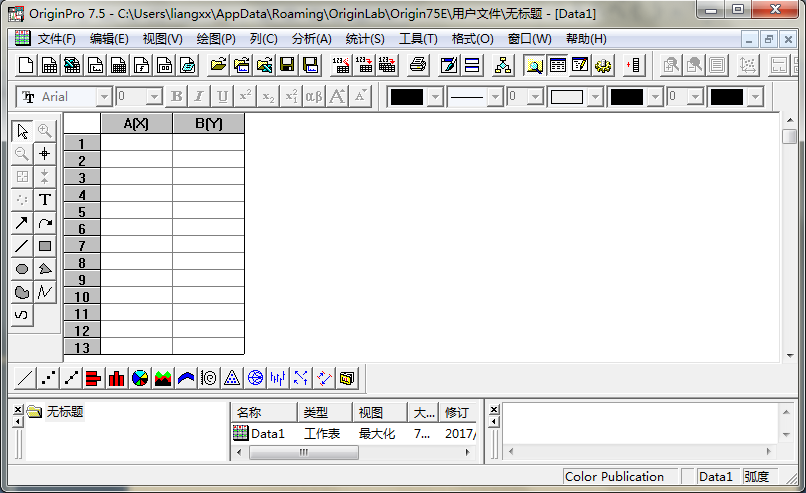 OriginPro 7.5 - C:\Users\liangxx\AppData\Roaming\OriginLab\Origin75E\用户文件\无标题 - [Data1]
文件(F) 编辑(E) 视图(V) 绘图(P) 列(C) 分析(A) 统计(S) 工具(T) 格式(O) 窗口(W) 帮助(H)
Arial 0 B I U x² x₂ αβ A A 0 0
A(X) B(Y)
1
2
3
4
5
6
7
8
9
10
11
12
13
无标题
名称 类型 视图 大... 修订
Data1 工作表 最大化 7... 2017/
Color Publication Data1 弧度